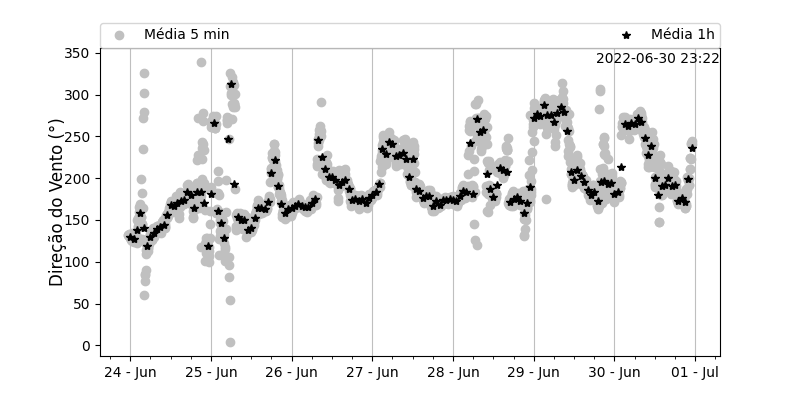 Média 5 min
Média 1h
2022-06-30 23:22
Direção do Vento (°)
350
300
250
200
150
100
50
0
24 - Jun
25 - Jun
26 - Jun
27 - Jun
28 - Jun
29 - Jun
30 - Jun
01 - Jul